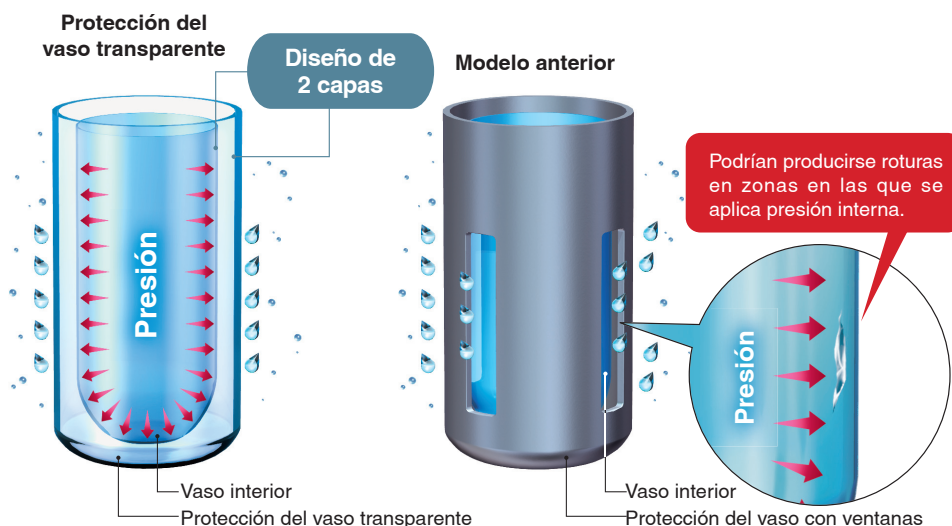 Protección del
vaso transparente
Diseño de
2 capas
Presión
Vaso interior
Protección del vaso transparente
Modelo anterior
Podrían producirse roturas
en zonas en las que se
aplica presión interna.
Presión
Vaso interior
Protección del vaso con ventanas